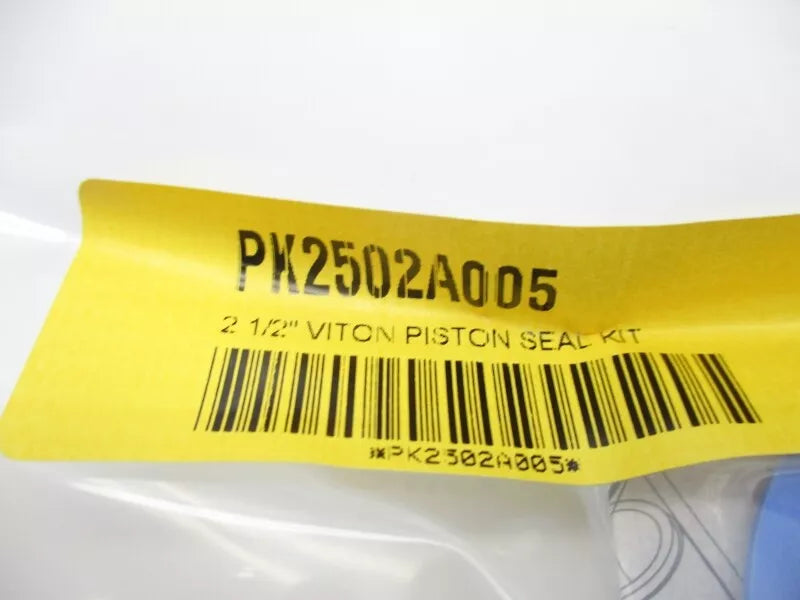 PK2502A005
2 1/2" VITON PISTON SEAL KIT
*PK2502A005*